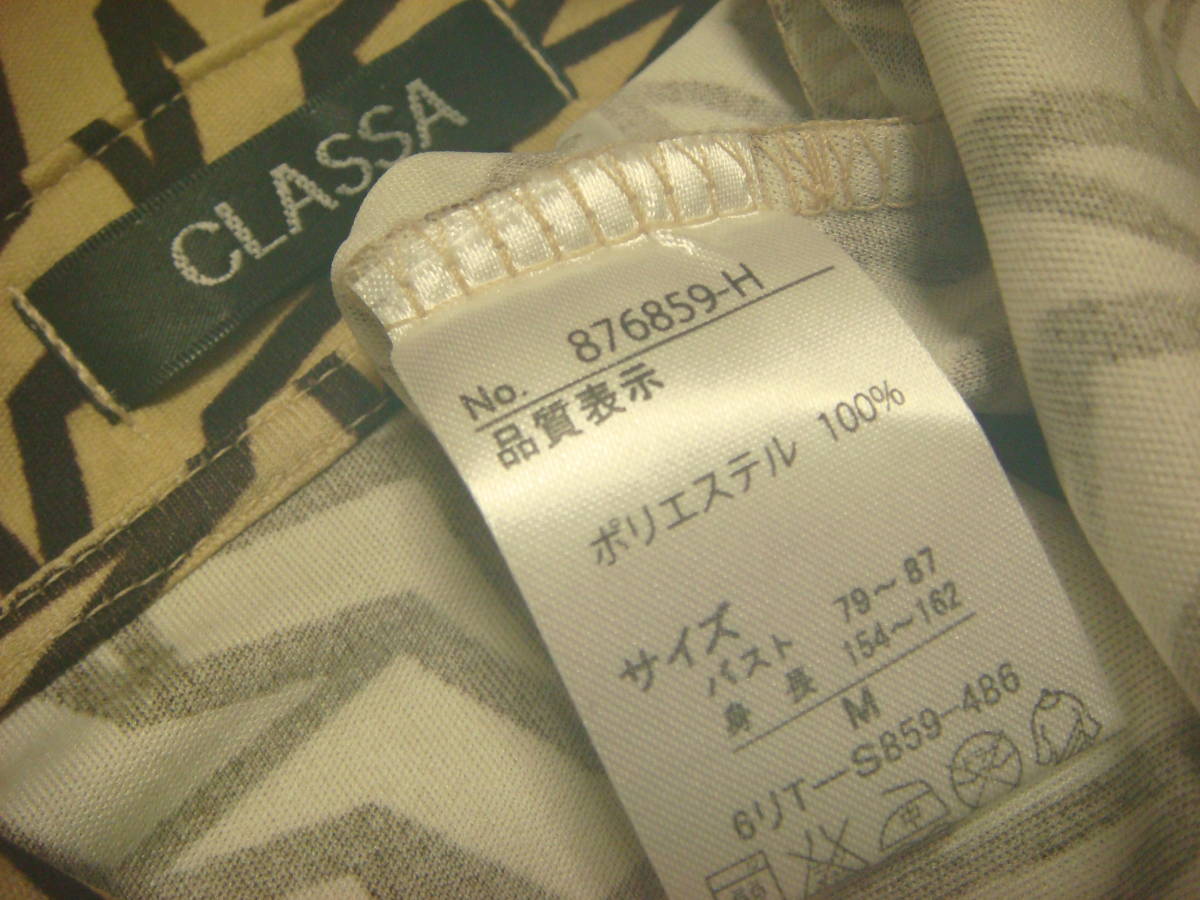 CLASSA
No. 876859-H
品質表示
ポリエステル 100%
サイズ
バスト 79~87
身長 154~162
M
6リT-S859-486
中